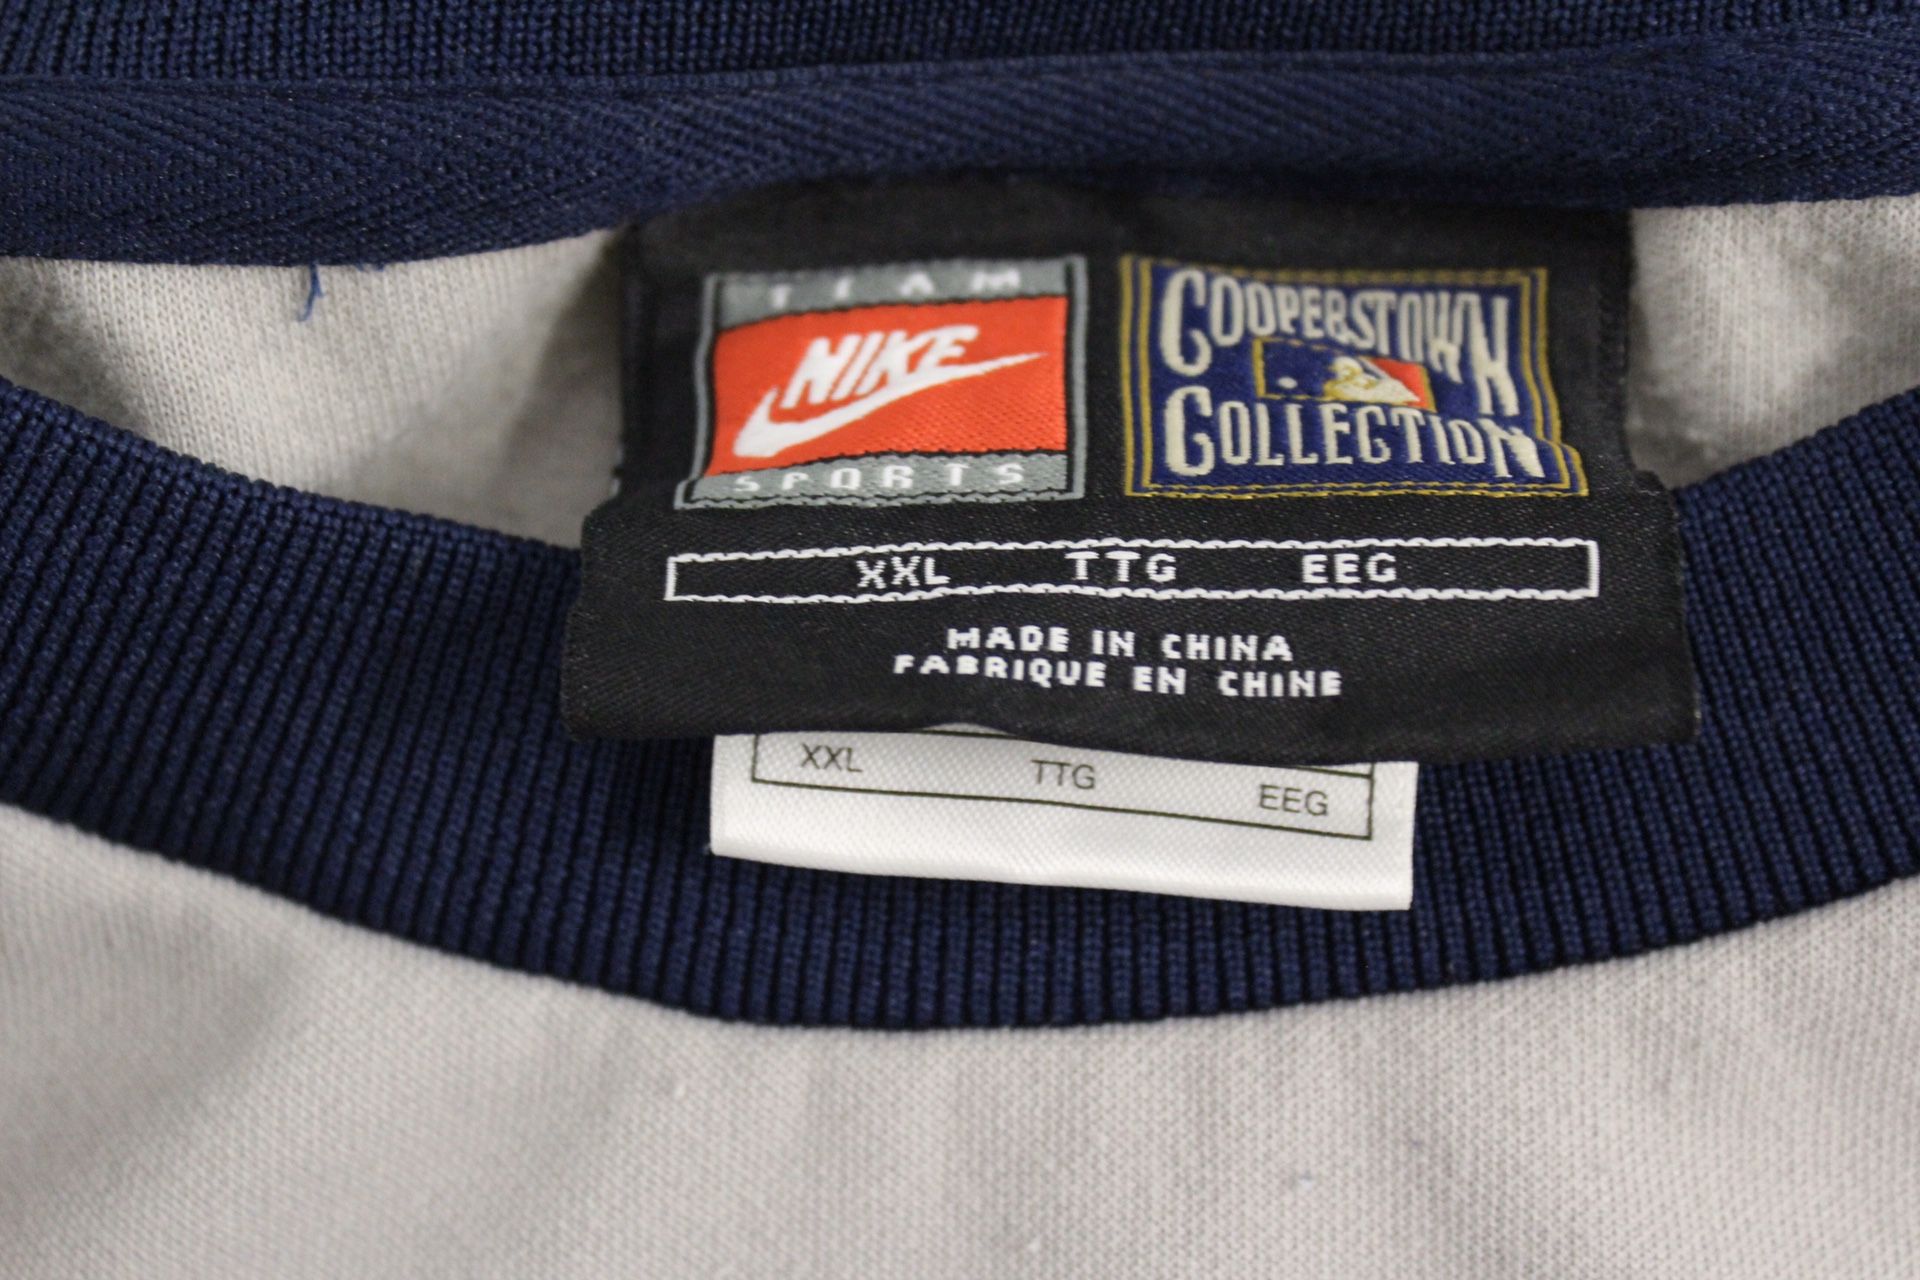 TEAM
NIKE
SPORTS
COOPERSTOWN
COLLECTION
XXL TTG EEG
MADE IN CHINA
FABRIQUE EN CHINE
XXL TTG EEG